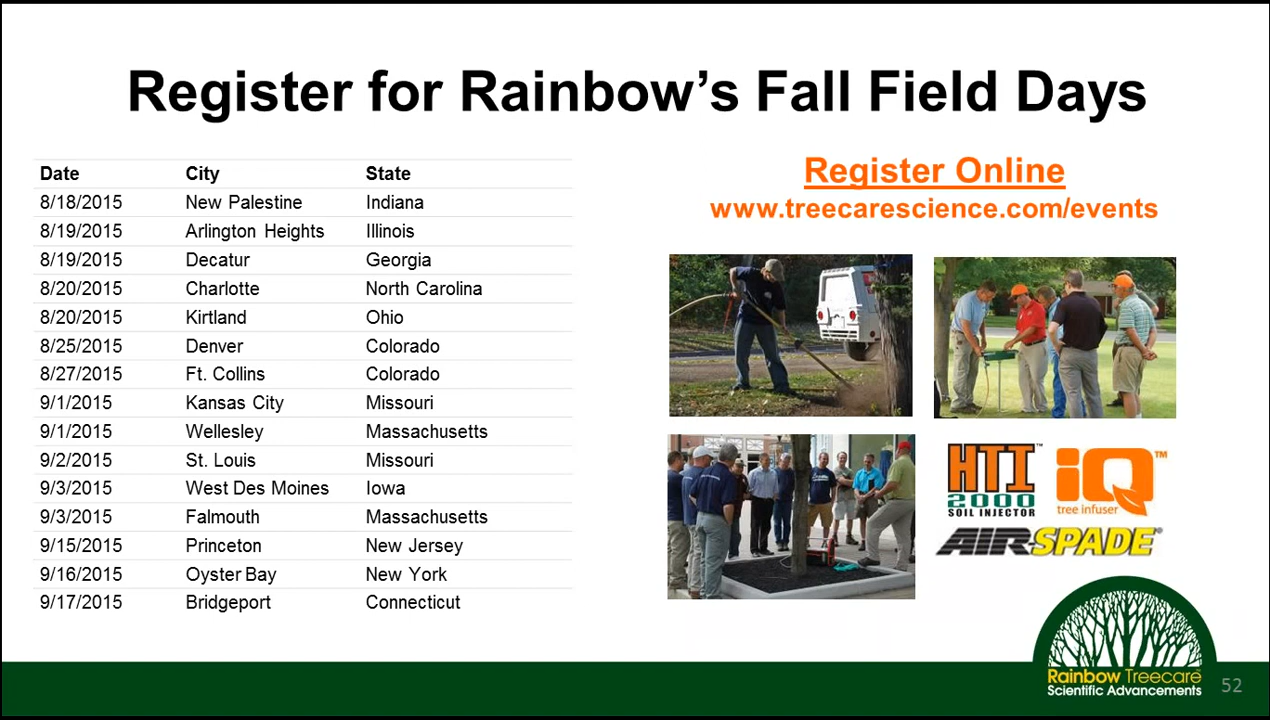 Register for Rainbow’s Fall Field Days
Date City State
8/18/2015 New Palestine Indiana
8/19/2015 Arlington Heights Illinois
8/19/2015 Decatur Georgia
8/20/2015 Charlotte North Carolina
8/20/2015 Kirtland Ohio
8/25/2015 Denver Colorado
8/27/2015 Ft. Collins Colorado
9/1/2015 Kansas City Missouri
9/1/2015 Wellesley Massachusetts
9/2/2015 St. Louis Missouri
9/3/2015 West Des Moines Iowa
9/3/2015 Falmouth Massachusetts
9/15/2015 Princeton New Jersey
9/16/2015 Oyster Bay New York
9/17/2015 Bridgeport Connecticut
Register Online
www.treecarescience.com/events
HTI™
2000
SOIL INJECTOR
iQ™
tree infuser
AIR-SPADE®
Rainbow Treecare
Scientific Advancements
52